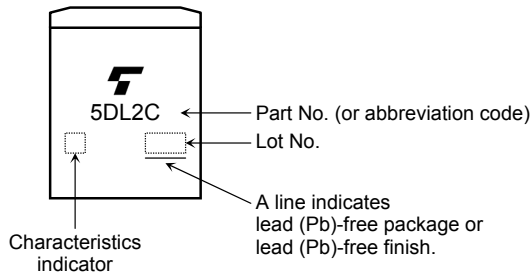 5DL2C
Part No. (or abbreviation code)
Lot No.
A line indicates
lead (Pb)-free package or
lead (Pb)-free finish.
Characteristics
indicator